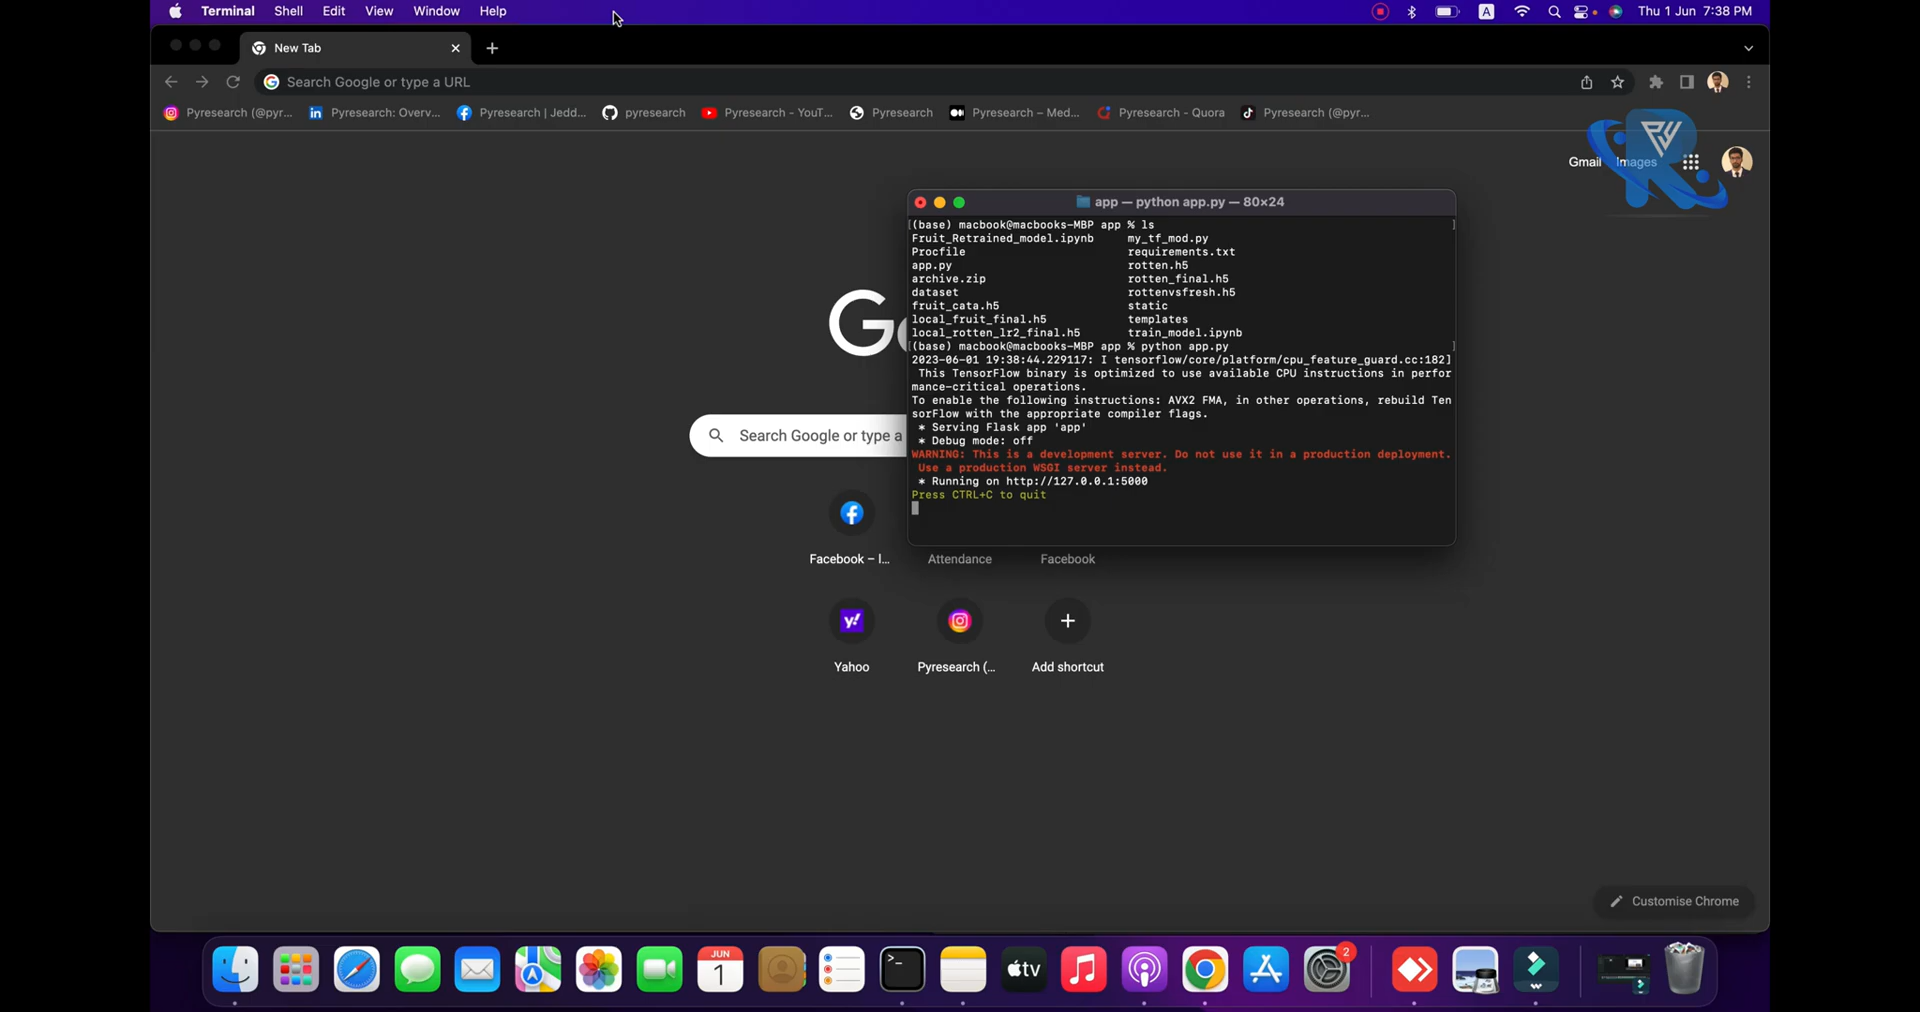 Terminal Shell Edit View Window Help
A
Thu 1 Jun 7:38 PM
New Tab
Search Google or type a URL
Pyresearch (@pyr...
Pyresearch: Overv...
Pyresearch | Jedd...
pyresearch
Pyresearch - YouT...
Pyresearch
Pyresearch – Med...
Pyresearch - Quora
Pyresearch (@pyr...
Gmail Images
app — python app.py — 80×24
(base) macbook@macbooks-MBP app % ls
Fruit_Retrained_model.ipynb my_tf_mod.py
Procfile requirements.txt
app.py rotten.h5
archive.zip rotten_final.h5
dataset rottenvsfresh.h5
fruit_cata.h5 static
local_fruit_final.h5 templates
local_rotten_lr2_final.h5 train_model.ipynb
(base) macbook@macbooks-MBP app % python app.py
2023-06-01 19:38:44.229117: I tensorflow/core/platform/cpu_feature_guard.cc:182]
This TensorFlow binary is optimized to use available CPU instructions in perfor
mance-critical operations.
To enable the following instructions: AVX2 FMA, in other operations, rebuild Ten
sorFlow with the appropriate compiler flags.
* Serving Flask app 'app'
* Debug mode: off
WARNING: This is a development server. Do not use it in a production deployment.
Use a production WSGI server instead.
* Running on http://127.0.0.1:5000
Press CTRL+C to quit
Go
Search Google or type a
Facebook – l...
Attendance
Facebook
y!
Yahoo
Pyresearch (...
Add shortcut
Customise Chrome
JUN
1
>_
tv
2